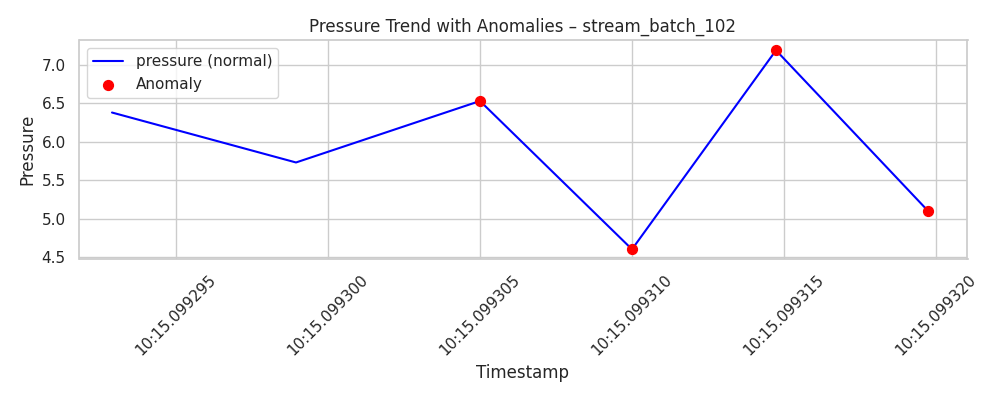 Pressure Trend with Anomalies – stream_batch_102
pressure (normal)
Anomaly
Pressure
7.0
6.5
6.0
5.5
5.0
4.5
10:15.099295
10:15.099300
10:15.099305
10:15.099310
10:15.099315
10:15.099320
Timestamp